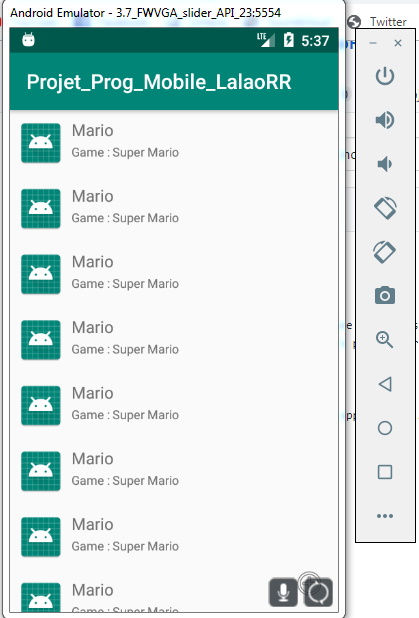 Android Emulator - 3.7_FWVGA_slider_API_23:5554
Twitter
LTE 5:37
Projet_Prog_Mobile_LalaoRR
Mario
Game : Super Mario
Mario
Game : Super Mario
Mario
Game : Super Mario
Mario
Game : Super Mario
Mario
Game : Super Mario
Mario
Game : Super Mario
Mario
Game : Super Mario
Mario
Game : Super Mario